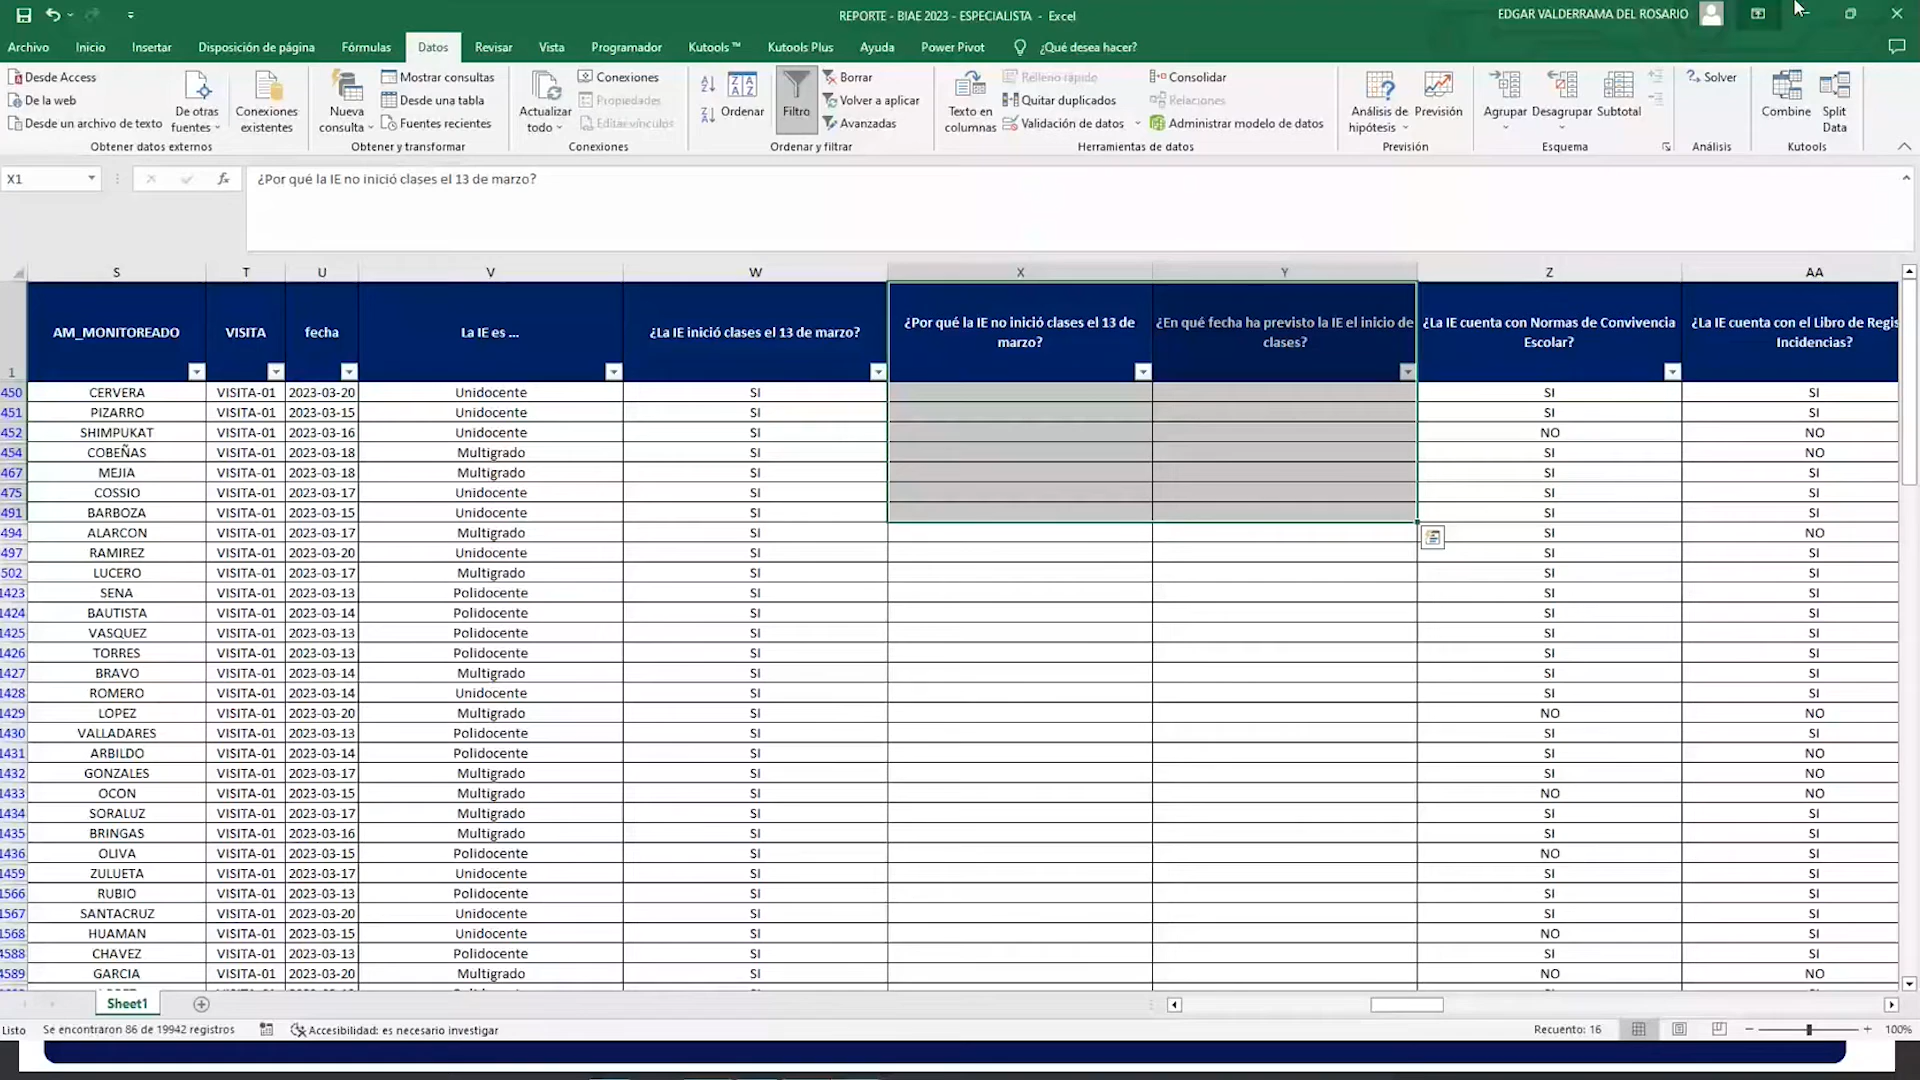 REPORTE - BIAE 2023 - ESPECIALISTA - Excel
EDGAR VALDERRAMA DEL ROSARIO
Archivo Inicio Insertar Disposición de página Fórmulas Datos Revisar Vista Programador Kutools ™ Kutools Plus Ayuda Power Pivot ¿Qué desea hacer?
Desde Access
De la web
Desde un archivo de texto
De otras fuentes
Conexiones existentes
Obtener datos externos
Nueva consulta
Mostrar consultas
Desde una tabla
Fuentes recientes
Obtener y transformar
Actualizar todo
Conexiones
Propiedades
Editar vínculos
Conexiones
Ordenar
Filtro
Borrar
Volver a aplicar
Avanzadas
Ordenar y filtrar
Texto en columnas
Relleno rápido
Quitar duplicados
Validación de datos
Consolidar
Relaciones
Administrar modelo de datos
Herramientas de datos
Análisis de hipótesis
Previsión
Previsión
Agrupar
Desagrupar
Subtotal
Esquema
Solver
Análisis
Combine
Split Data
Kutools
X1 fx ¿Por qué la IE no inició clases el 13 de marzo?
S T U V W X Y Z AA
1 AM_MONITOREADO VISITA fecha La IE es ... ¿La IE inició clases el 13 de marzo? ¿Por qué la IE no inició clases el 13 de marzo? ¿En qué fecha ha previsto la IE el inicio de clases? ¿La IE cuenta con Normas de Convivencia Escolar? ¿La IE cuenta con el Libro de Regis Incidencias?
450 CERVERA VISITA-01 2023-03-20 Unidocente SI SI SI
451 PIZARRO VISITA-01 2023-03-15 Unidocente SI SI SI
452 SHIMPUKAT VISITA-01 2023-03-16 Unidocente SI NO NO
454 COBEÑAS VISITA-01 2023-03-18 Multigrado SI SI NO
467 MEJIA VISITA-01 2023-03-18 Multigrado SI SI SI
475 COSSIO VISITA-01 2023-03-17 Unidocente SI SI SI
491 BARBOZA VISITA-01 2023-03-15 Unidocente SI SI SI
494 ALARCON VISITA-01 2023-03-17 Multigrado SI SI NO
497 RAMIREZ VISITA-01 2023-03-20 Unidocente SI SI SI
502 LUCERO VISITA-01 2023-03-17 Multigrado SI SI SI
1423 SENA VISITA-01 2023-03-13 Polidocente SI SI SI
1424 BAUTISTA VISITA-01 2023-03-14 Polidocente SI SI SI
1425 VASQUEZ VISITA-01 2023-03-13 Polidocente SI SI SI
1426 TORRES VISITA-01 2023-03-13 Polidocente SI SI SI
1427 BRAVO VISITA-01 2023-03-14 Multigrado SI SI SI
1428 ROMERO VISITA-01 2023-03-14 Unidocente SI SI SI
1429 LOPEZ VISITA-01 2023-03-20 Multigrado SI NO NO
1430 VALLADARES VISITA-01 2023-03-13 Polidocente SI SI SI
1431 ARBILDO VISITA-01 2023-03-14 Polidocente SI SI NO
1432 GONZALES VISITA-01 2023-03-17 Multigrado SI SI NO
1433 OCON VISITA-01 2023-03-15 Multigrado SI NO NO
1434 SORALUZ VISITA-01 2023-03-17 Multigrado SI SI SI
1435 BRINGAS VISITA-01 2023-03-16 Multigrado SI SI SI
1436 OLIVA VISITA-01 2023-03-15 Polidocente SI NO SI
1459 ZULUETA VISITA-01 2023-03-17 Unidocente SI SI SI
1566 RUBIO VISITA-01 2023-03-13 Polidocente SI SI SI
1567 SANTACRUZ VISITA-01 2023-03-20 Unidocente SI SI SI
1568 HUAMAN VISITA-01 2023-03-15 Unidocente SI NO SI
4588 CHAVEZ VISITA-01 2023-03-13 Polidocente SI SI SI
4589 GARCIA VISITA-01 2023-03-20 Multigrado SI NO NO
Sheet1
Listo Se encontraron 86 de 19942 registros Accesibilidad: es necesario investigar Recuento: 16 100%